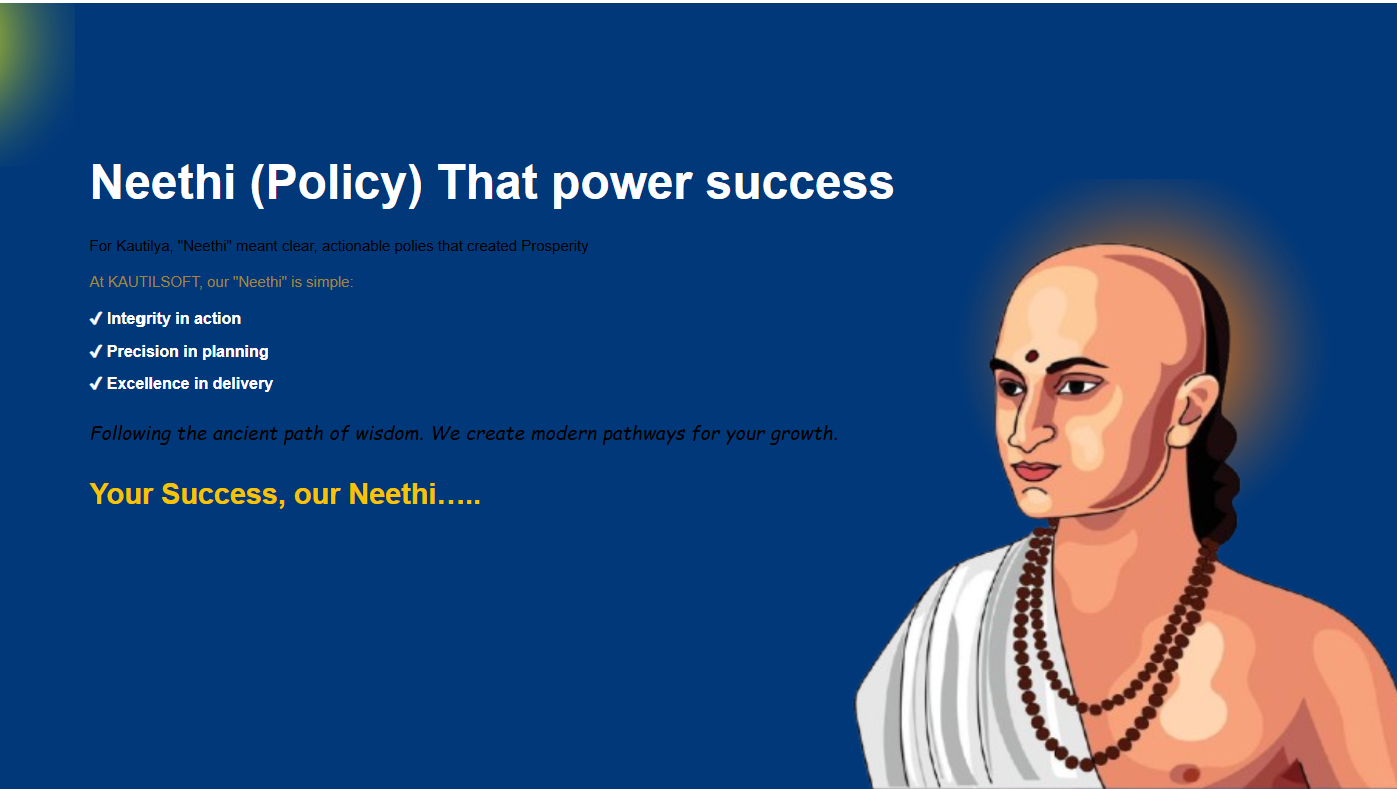 Neethi (Policy) That power success
For Kautilya, "Neethi" meant clear, actionable polies that created Prosperity
At KAUTILSOFT, our "Neethi" is simple:
✓ Integrity in action
✓ Precision in planning
✓ Excellence in delivery
Following the ancient path of wisdom. We create modern pathways for your growth.
Your Success, our Neethi…..